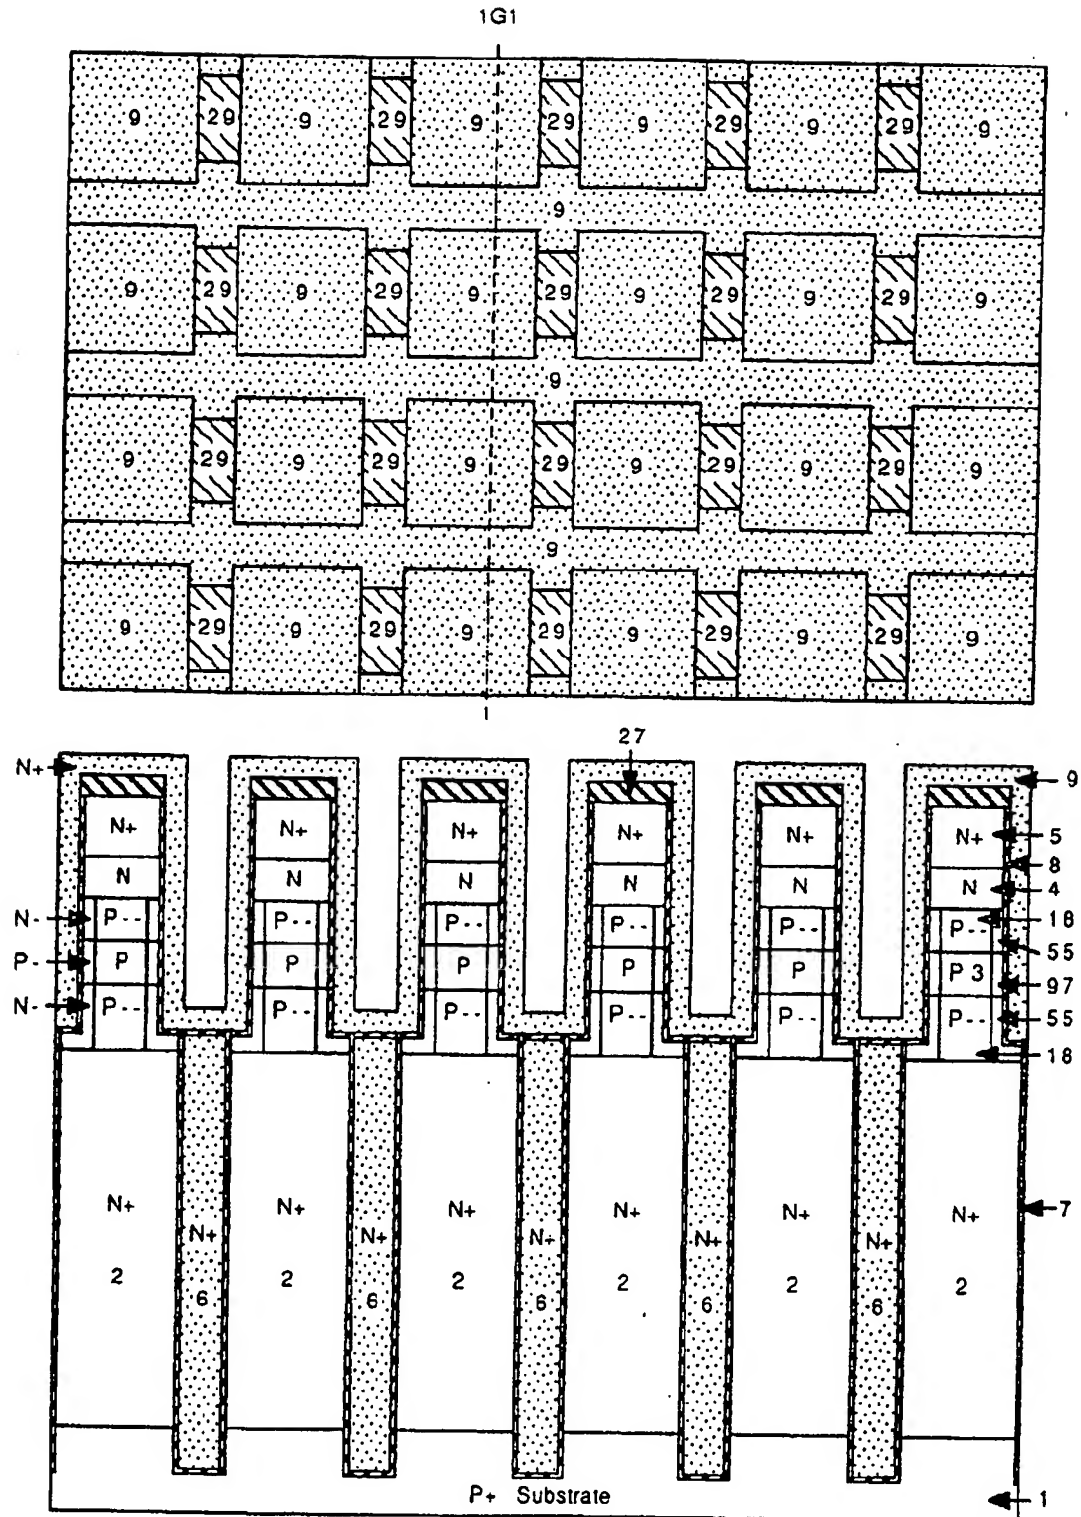 1G1
9 29 9 29 9 29 9 29 9 29 9
9
9 29 9 29 9 29 9 29 9 29 9
9
9 29 9 29 9 29 9 29 9 29 9
9
9 29 9 29 9 29 9 29 9 29 9
1
27
N+ 9
N+ N+ N+ N+ N+ N+ 5
8
N N N N N N 4
N- P-- P-- P-- P-- P-- P-- 18
55
P- P P P P P P 3 97
N- P-- P-- P-- P-- P-- P-- 55
18
N+ N+ N+ N+ N+ N+ 7
N+ N+ N+ N+ N+
2 2 2 2 2 2
6 6 6 6 6
P+ Substrate 1